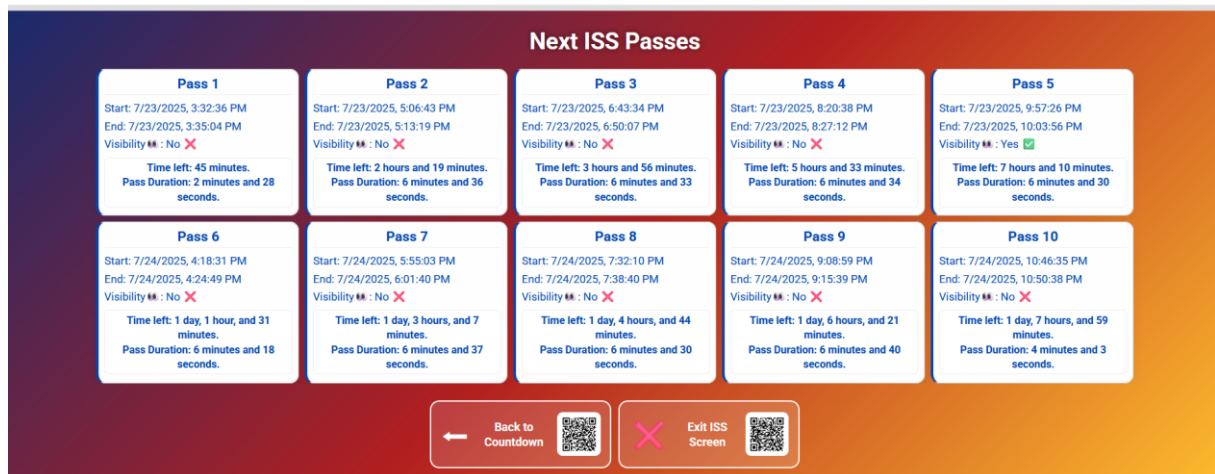 Next ISS Passes
Pass 1
Start: 7/23/2025, 3:32:36 PM
End: 7/23/2025, 3:35:04 PM
Visibility : No ❌
Time left: 45 minutes.
Pass Duration: 2 minutes and 28
seconds.
Pass 2
Start: 7/23/2025, 5:06:43 PM
End: 7/23/2025, 5:13:19 PM
Visibility : No ❌
Time left: 2 hours and 19 minutes.
Pass Duration: 6 minutes and 36
seconds.
Pass 3
Start: 7/23/2025, 6:43:34 PM
End: 7/23/2025, 6:50:07 PM
Visibility : No ❌
Time left: 3 hours and 56 minutes.
Pass Duration: 6 minutes and 33
seconds.
Pass 4
Start: 7/23/2025, 8:20:38 PM
End: 7/23/2025, 8:27:12 PM
Visibility : No ❌
Time left: 5 hours and 33 minutes.
Pass Duration: 6 minutes and 34
seconds.
Pass 5
Start: 7/23/2025, 9:57:26 PM
End: 7/23/2025, 10:03:56 PM
Visibility : Yes ✅
Time left: 7 hours and 10 minutes.
Pass Duration: 6 minutes and 30
seconds.
Pass 6
Start: 7/24/2025, 4:18:31 PM
End: 7/24/2025, 4:24:49 PM
Visibility : No ❌
Time left: 1 day, 1 hour, and 31
minutes.
Pass Duration: 6 minutes and 18
seconds.
Pass 7
Start: 7/24/2025, 5:55:03 PM
End: 7/24/2025, 6:01:40 PM
Visibility : No ❌
Time left: 1 day, 3 hours, and 7
minutes.
Pass Duration: 6 minutes and 37
seconds.
Pass 8
Start: 7/24/2025, 7:32:10 PM
End: 7/24/2025, 7:38:40 PM
Visibility : No ❌
Time left: 1 day, 4 hours, and 44
minutes.
Pass Duration: 6 minutes and 30
seconds.
Pass 9
Start: 7/24/2025, 9:08:59 PM
End: 7/24/2025, 9:15:39 PM
Visibility : No ❌
Time left: 1 day, 6 hours, and 21
minutes.
Pass Duration: 6 minutes and 40
seconds.
Pass 10
Start: 7/24/2025, 10:46:35 PM
End: 7/24/2025, 10:50:38 PM
Visibility : No ❌
Time left: 1 day, 7 hours, and 59
minutes.
Pass Duration: 4 minutes and 3
seconds.
Back to
Countdown
Exit ISS
Screen